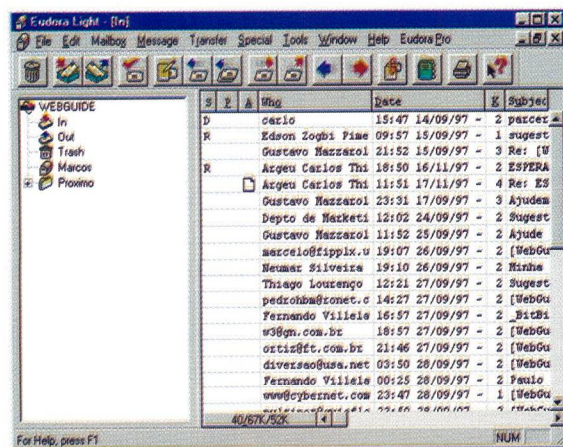 Eudora Light - [In]
File Edit Mailbox Message Transfer Special Tools Window Help Eudora Pro
WEBGUIDE
In
Out
Trash
Marcos
Proximo
S P A Who Date K Subjec
D carlo 15:47 14/09/97 - 2 parcer
R Edson Zogbi Pime 09:57 15/09/97 - 1 sugest
Gustavo Mazzarol 21:52 15/09/97 - 3 Re: [W
R Argeu Carlos Thi 18:50 16/11/97 - 2 ESPERA
Argeu Carlos Thi 11:51 17/11/97 - 4 Re: ES
Gustavo Mazzarol 23:31 17/09/97 - 3 Ajudem
Depto de Marketi 12:02 24/09/97 - 2 Sugest
Gustavo Mazzarol 11:52 25/09/97 - 2 Ajude
marcelo@fipplx.u 19:07 26/09/97 - 2 [WebGu
Neumar Silveira 19:10 26/09/97 - 2 Minha
Thiago Lourenço 12:21 27/09/97 - 2 Sugest
pedrohbm@zonet.c 14:27 27/09/97 - 2 [WebGu
Fernando Villela 16:57 27/09/97 - 2 _BitBi
w3@gn.com.br 18:57 27/09/97 - 2 [WebGu
ortiz@ft.com.br 21:46 27/09/97 - 2 [WebGu
diversao@usa.net 03:50 28/09/97 - 2 [WebGu
Fernando Villela 00:25 28/09/97 - 2 Paulo
www@cybernet.com 23:47 28/09/97 - 1 [WebGu
40/67K/52K
For Help, press F1 NUM